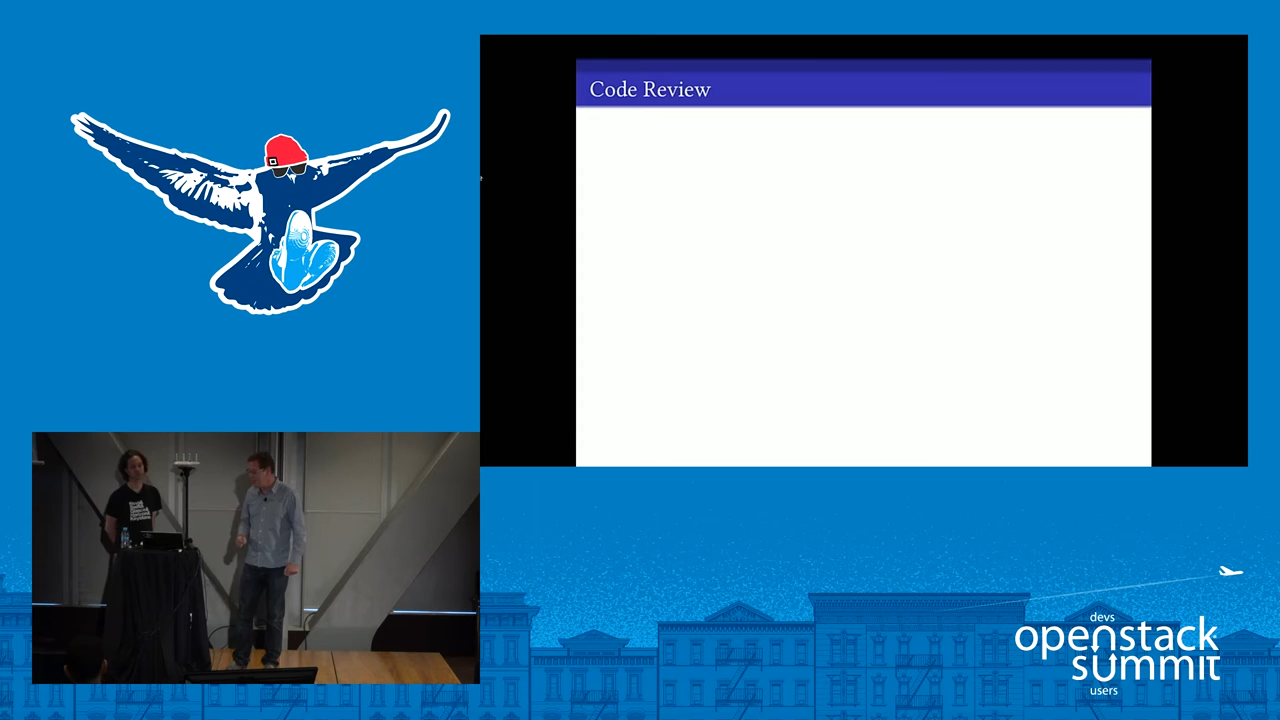 Code Review
devs
openstack
summit
users